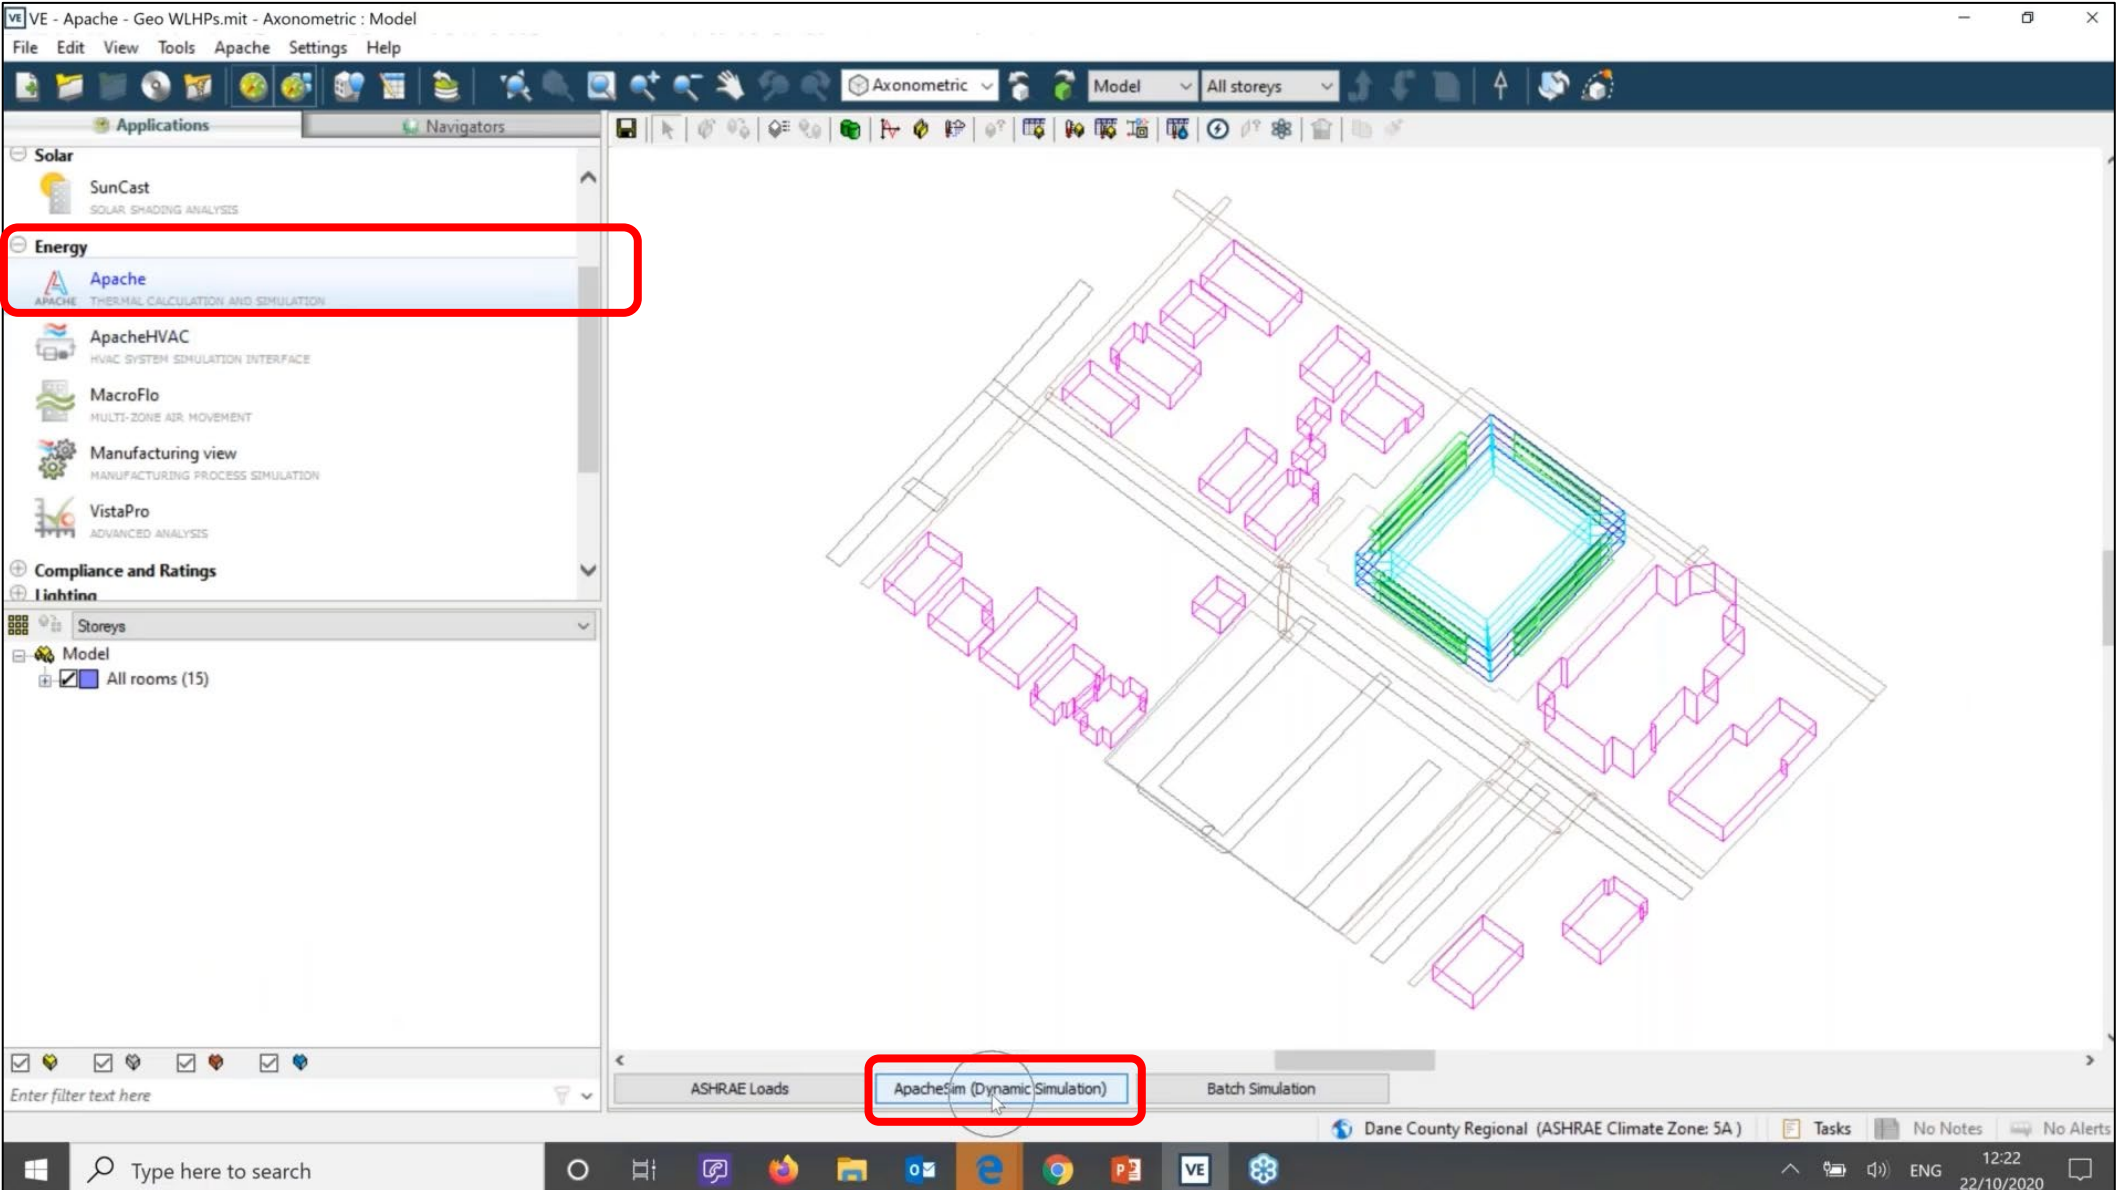 VE VE - Apache - Geo WLHPs.mit - Axonometric : Model
File Edit View Tools Apache Settings Help
Axonometric Model All storeys
Applications Navigators
Solar
SunCast
SOLAR SHADING ANALYSIS
Energy
Apache
APACHE THERMAL CALCULATION AND SIMULATION
ApacheHVAC
HVAC SYSTEM SIMULATION INTERFACE
MacroFlo
MULTI-ZONE AIR MOVEMENT
Manufacturing view
MANUFACTURING PROCESS SIMULATION
VistaPro
ADVANCED ANALYSIS
Compliance and Ratings
Lighting
Storeys
Model
All rooms (15)
Enter filter text here
ASHRAE Loads ApacheSim (Dynamic Simulation) Batch Simulation
Dane County Regional (ASHRAE Climate Zone: 5A ) Tasks No Notes No Alerts
Type here to search
VE
ENG
12:22
22/10/2020